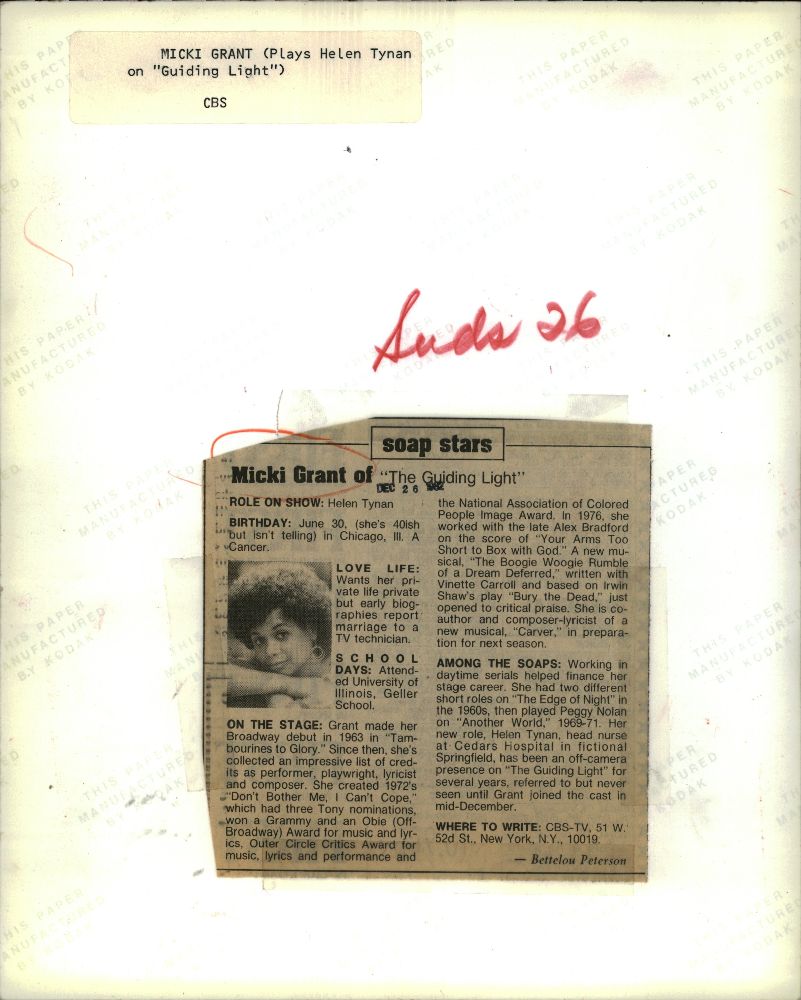 MICKI GRANT (Plays Helen Tynan
on "Guiding Light")
CBS
Suds 26
soap stars
Micki Grant of "The Guiding Light"
DEC 26 1982
ROLE ON SHOW: Helen Tynan
BIRTHDAY: June 30, (she's 40ish
but isn't telling) in Chicago, Ill. A
Cancer.
LOVE LIFE:
Wants her pri-
vate life private
but early biog-
raphies report
marriage to a
TV technician.
SCHOOL
DAYS: Attend-
ed University of
Illinois, Geller
School.
ON THE STAGE: Grant made her
Broadway debut in 1963 in "Tam-
bourines to Glory." Since then, she's
collected an impressive list of cred-
its as performer, playwright, lyricist
and composer. She created 1972's
"Don't Bother Me, I Can't Cope,"
which had three Tony nominations,
won a Grammy and an Obie (Off-
Broadway) Award for music and lyr-
ics, Outer Circle Critics Award for
music, lyrics and performance and
the National Association of Colored
People Image Award. In 1976, she
worked with the late Alex Bradford
on the score of "Your Arms Too
Short to Box with God." A new mu-
sical, "The Boogie Woogie Rumble
of a Dream Deferred," written with
Vinette Carroll and based on Irwin
Shaw's play "Bury the Dead," just
opened to critical praise. She is co-
author and composer-lyricist of a
new musical, "Carver," in prepara-
tion for next season.
AMONG THE SOAPS: Working in
daytime serials helped finance her
stage career. She had two different
short roles on "The Edge of Night" in
the 1960s, then played Peggy Nolan
on "Another World," 1969-71. Her
new role, Helen Tynan, head nurse
at Cedars Hospital in fictional
Springfield, has been an off-camera
presence on "The Guiding Light" for
several years, referred to but never
seen until Grant joined the cast in
mid-December.
WHERE TO WRITE: CBS-TV, 51 W.
52d St., New York, N.Y., 10019.
— Bettelou Peterson
THIS PAPER
MANUFACTURED
BY KODAK